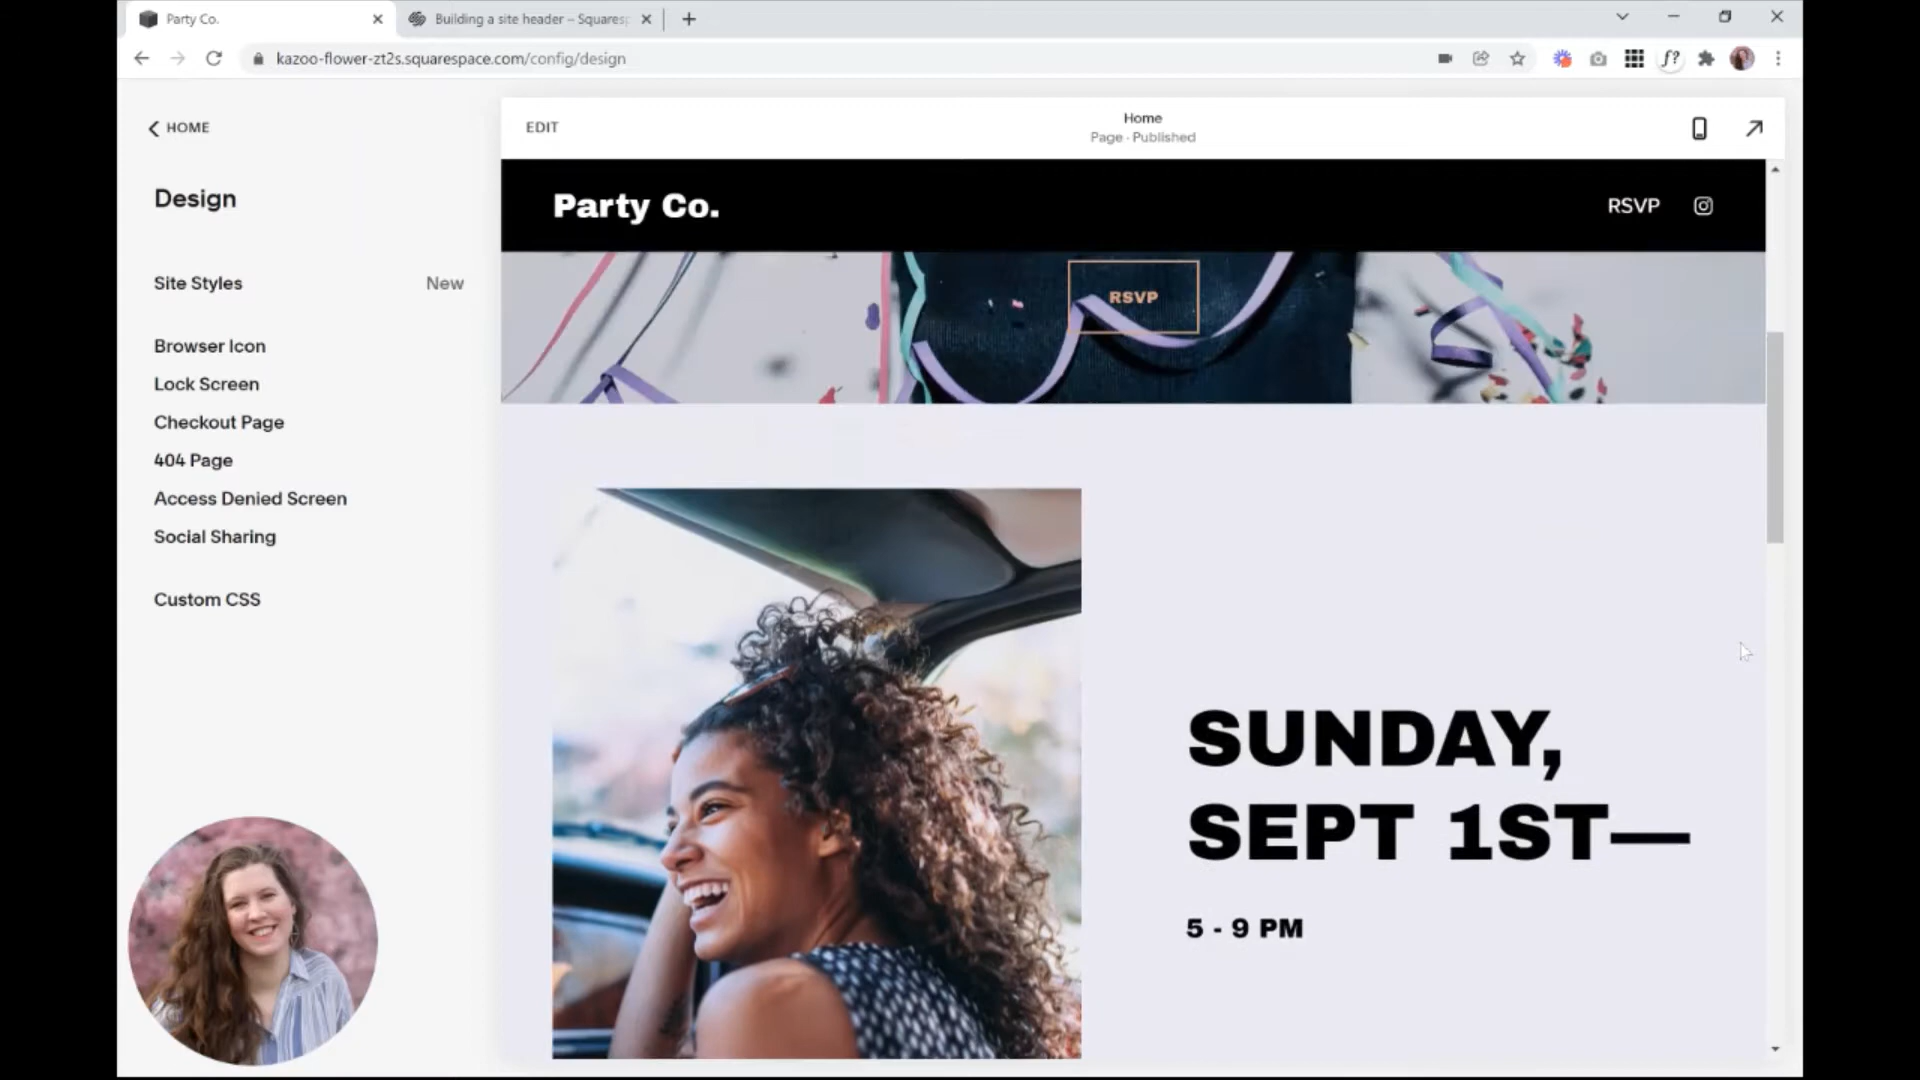 Party Co.
Building a site header – Squares
kazoo-flower-zt2s.squarespace.com/config/design
f?
HOME
Design
Site Styles
New
Browser Icon
Lock Screen
Checkout Page
404 Page
Access Denied Screen
Social Sharing
Custom CSS
EDIT
Home
Page · Published
Party Co.
RSVP
RSVP
SUNDAY,
SEPT 1ST—
5 - 9 PM